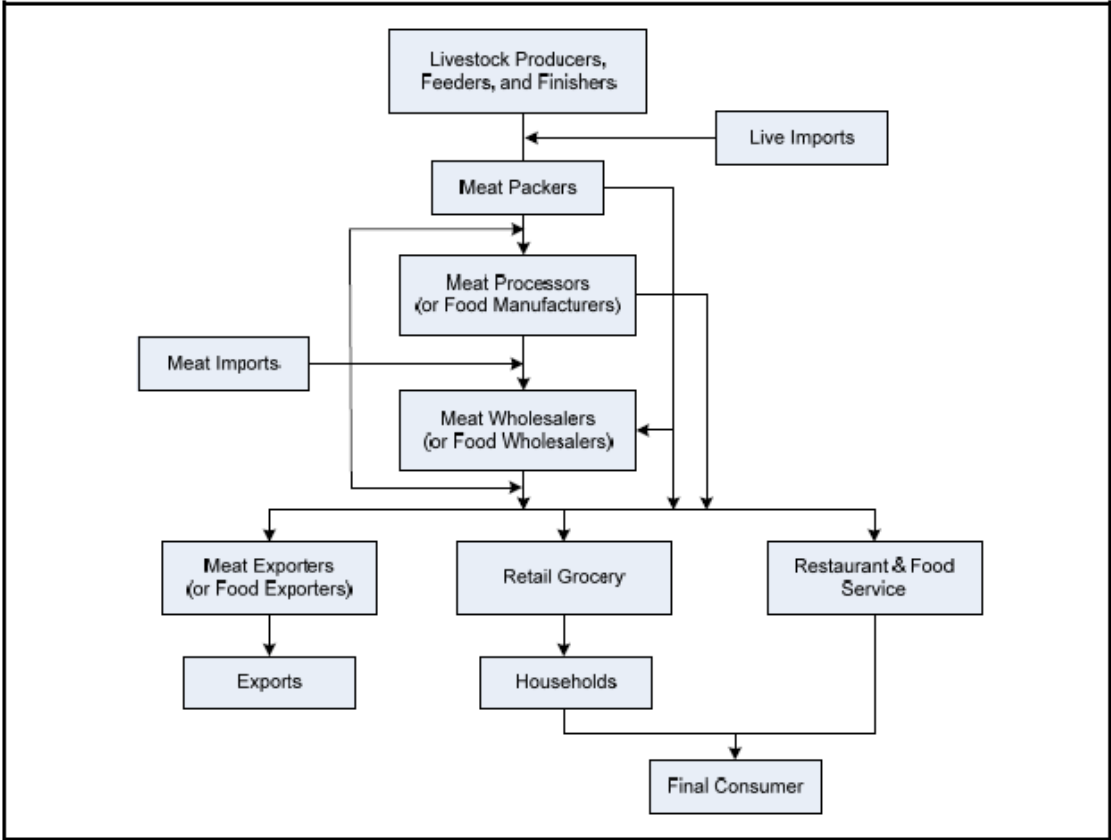 Livestock Producers,
Feeders, and Finishers
Live Imports
Meat Packers
Meat Processors
(or Food Manufacturers)
Meat Imports
Meat Wholesalers
(or Food Wholesalers)
Meat Exporters
(or Food Exporters)
Retail Grocery
Restaurant & Food
Service
Exports
Households
Final Consumer